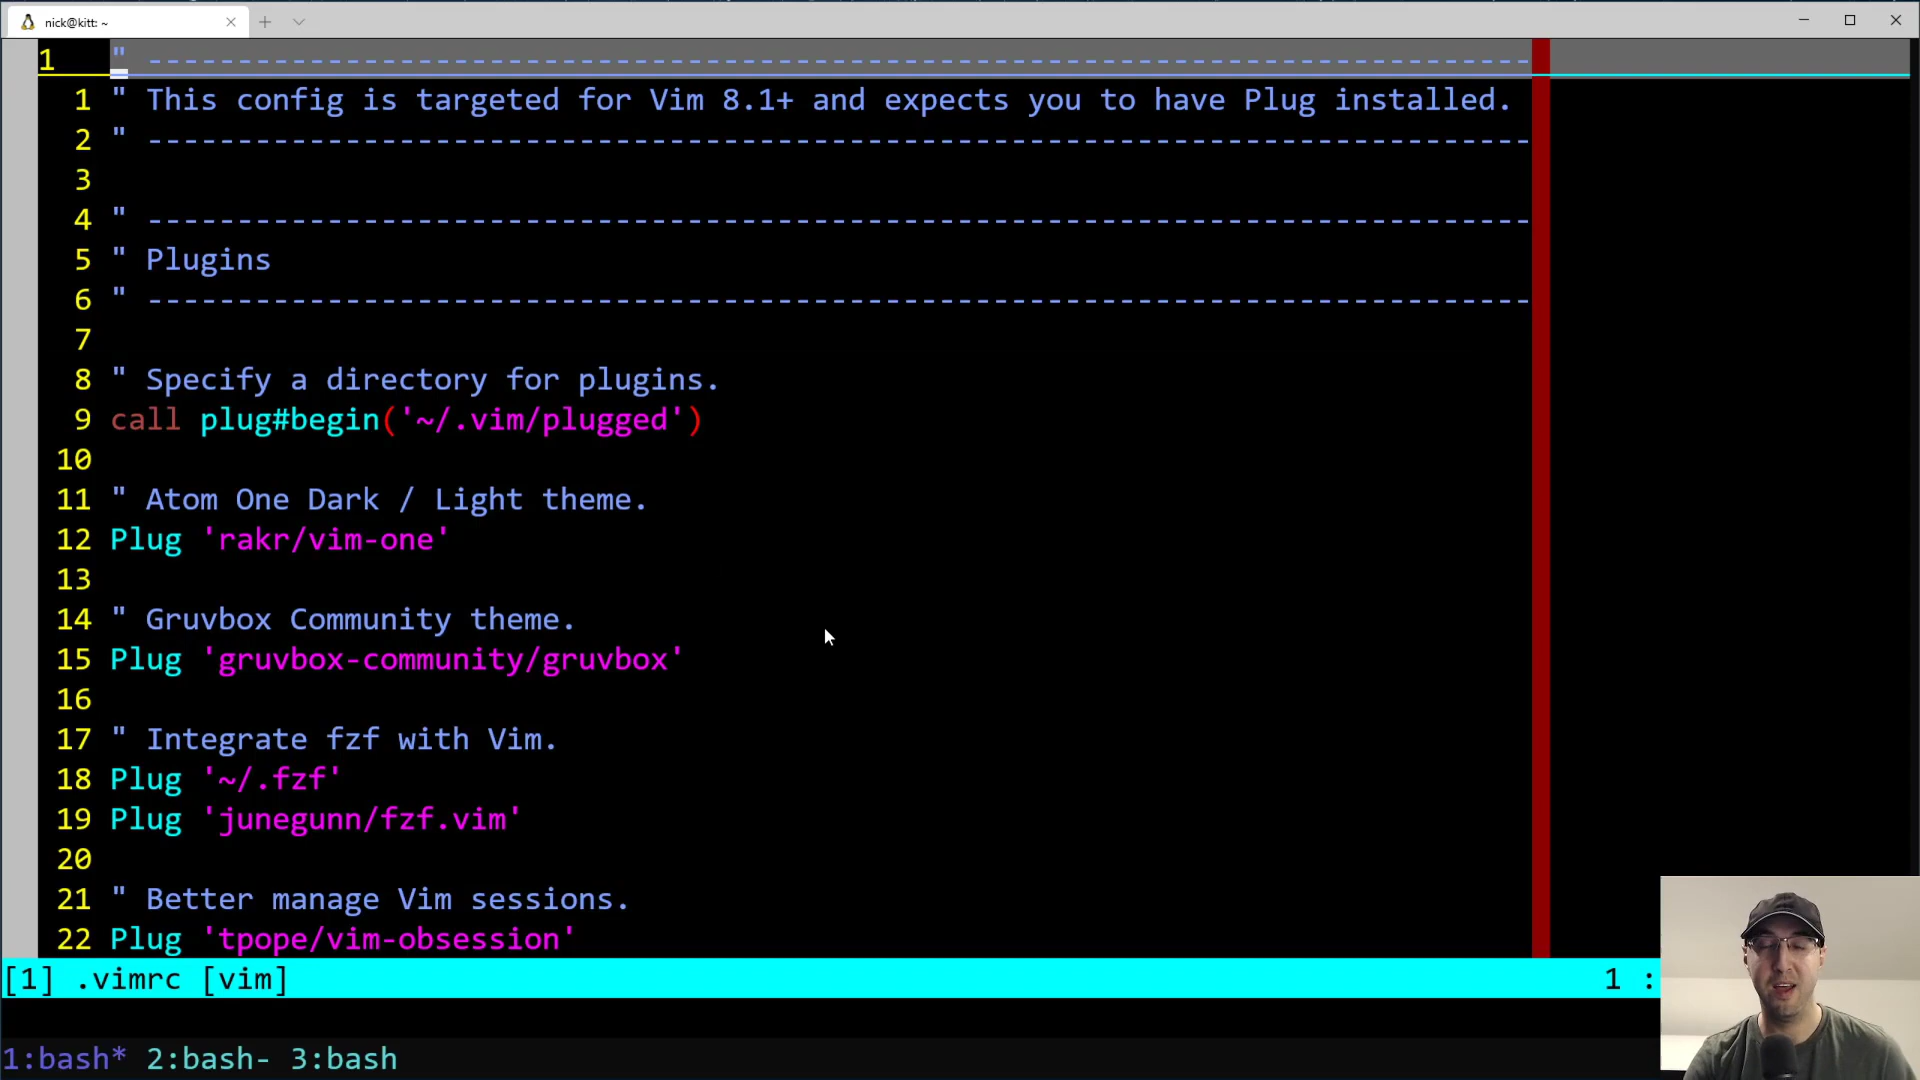 nick@kitt: ~
1 " -----------------------------------------------------------------------------
1 " This config is targeted for Vim 8.1+ and expects you to have Plug installed.
2 " -----------------------------------------------------------------------------
3
4 " -----------------------------------------------------------------------------
5 " Plugins
6 " -----------------------------------------------------------------------------
7
8 " Specify a directory for plugins.
9 call plug#begin('~/.vim/plugged')
10
11 " Atom One Dark / Light theme.
12 Plug 'rakr/vim-one'
13
14 " Gruvbox Community theme.
15 Plug 'gruvbox-community/gruvbox'
16
17 " Integrate fzf with Vim.
18 Plug '~/.fzf'
19 Plug 'junegunn/fzf.vim'
20
21 " Better manage Vim sessions.
22 Plug 'tpope/vim-obsession'
[1] .vimrc [vim] 1 :
1:bash* 2:bash- 3:bash